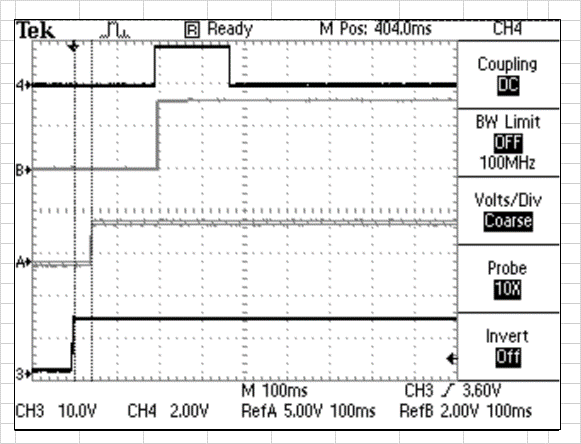 Tek R Ready M Pos: 404.0ms CH4
Coupling
DC
BW Limit
OFF
100MHz
Volts/Div
Coarse
Probe
10X
Invert
Off
4
B
A
3
M 100ms CH3 3.60V
CH3 10.0V CH4 2.00V RefA 5.00V 100ms RefB 2.00V 100ms